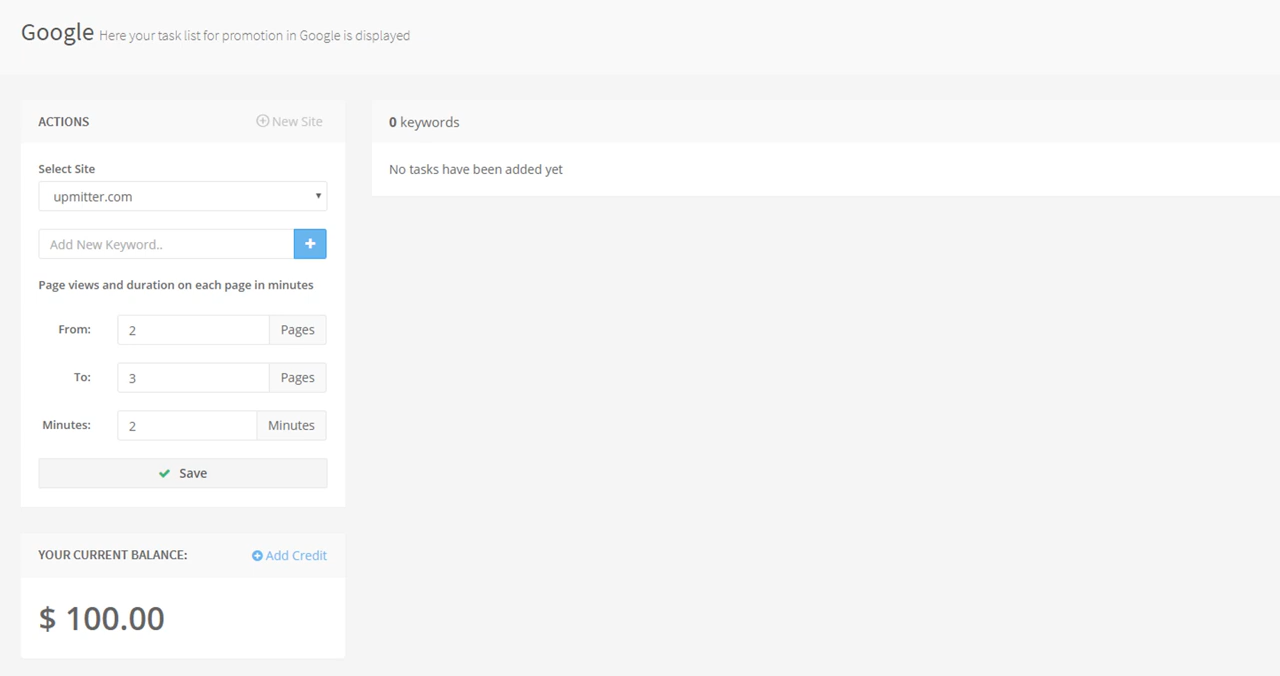 Google Here your task list for promotion in Google is displayed
ACTIONS New Site
Select Site
upmitter.com
Add New Keyword..
Page views and duration on each page in minutes
From: 2 Pages
To: 3 Pages
Minutes: 2 Minutes
Save
YOUR CURRENT BALANCE: Add Credit
$ 100.00
0 keywords
No tasks have been added yet